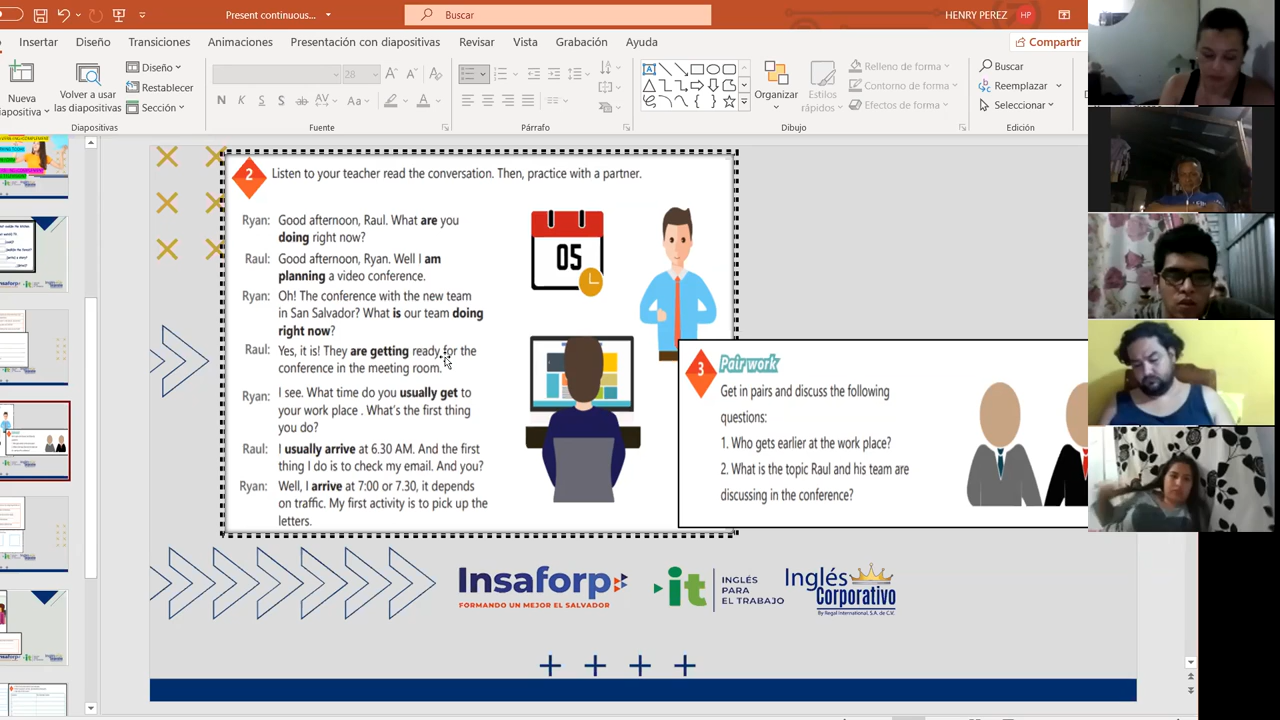 Present continuous...
Buscar
HENRY PEREZ
HP
Insertar
Diseño
Transiciones
Animaciones
Presentación con diapositivas
Revisar
Vista
Grabación
Ayuda
Compartir
Nueva
diapositiva
Volver a usar
las diapositivas
Diseño
Restablecer
Sección
Diapositivas
28
N
K
S
S
ab
AV
Aa
A
Fuente
Párrafo
Organizar
Estilos
rápidos
Relleno de forma
Contorno de forma
Efectos de forma
Dibujo
Buscar
Reemplazar
Seleccionar
Edición
2
Listen to your teacher read the conversation. Then, practice with a partner.
Ryan: Good afternoon, Raul. What are you
doing right now?
Raul: Good afternoon, Ryan. Well I am
planning a video conference.
Ryan: Oh! The conference with the new team
in San Salvador? What is our team doing
right now?
Raul: Yes, it is! They are getting ready for the
conference in the meeting room.
Ryan: I see. What time do you usually get to
your work place . What's the first thing
you do?
Raul: I usually arrive at 6.30 AM. And the first
thing I do is to check my email. And you?
Ryan: Well, I arrive at 7:00 or 7.30, it depends
on traffic. My first activity is to pick up the
letters.
05
3
Pair work
Get in pairs and discuss the following
questions:
1. Who gets earlier at the work place?
2. What is the topic Raul and his team are
discussing in the conference?
Insaforp
FORMANDO UN MEJOR EL SALVADOR
it
INGLÉS
PARA
EL TRABAJO
Inglés
Corporativo
By Regal International, S.A. de C.V.